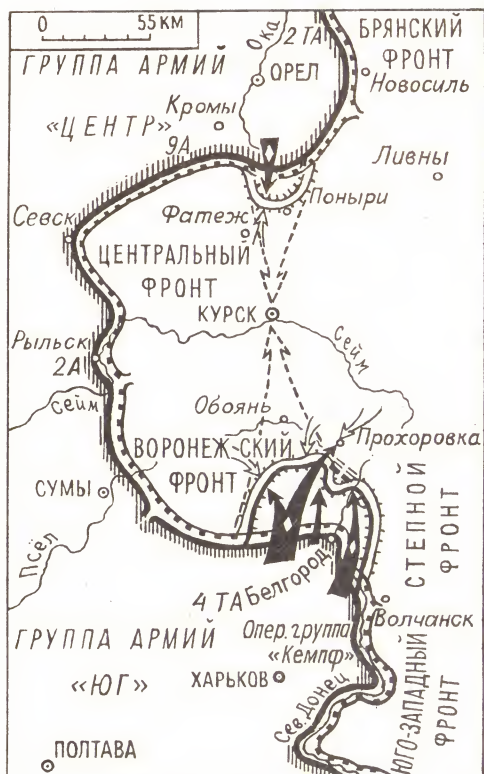 0 55 КМ
Ока
2 ТА
БРЯНСКИЙ
ФРОНТ
ГРУППА АРМИЙ
ОРЕЛ
Новосиль
Кромы
«ЦЕНТР»
9А
Ливны
Поныри
Севск
Фатеж
ЦЕНТРАЛЬНЫЙ
ФРОНТ
КУРСК
Сейм
Рыльск
2А
Сейм
Обоянь
Прохоровка
ВОРОНЕЖСКИЙ
ФРОНТ
СУМЫ
Псёл
СТЕПНОЙ
ФРОНТ
4 ТА
Белгород
Волчанск
ГРУППА АРМИЙ
Опер. группа
«Кемпф»
«ЮГ»
ХАРЬКОВ
Сев. Донец
ЮГО-ЗАПАДНЫЙ
ФРОНТ
ПОЛТАВА